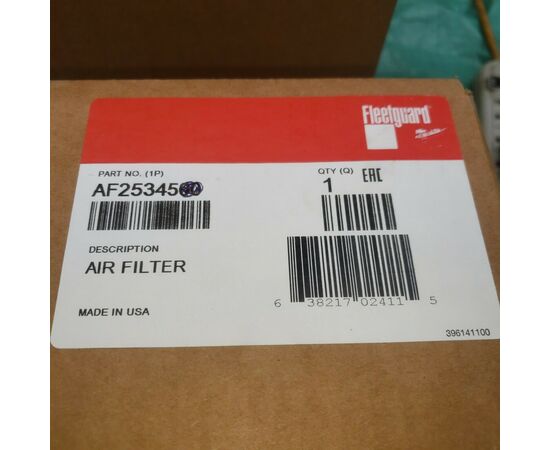 Fleetguard
PART NO. (1P)
AF25345
QTY (Q)
1
EAC
DESCRIPTION
AIR FILTER
6 38217 02411 5
MADE IN USA
396141100